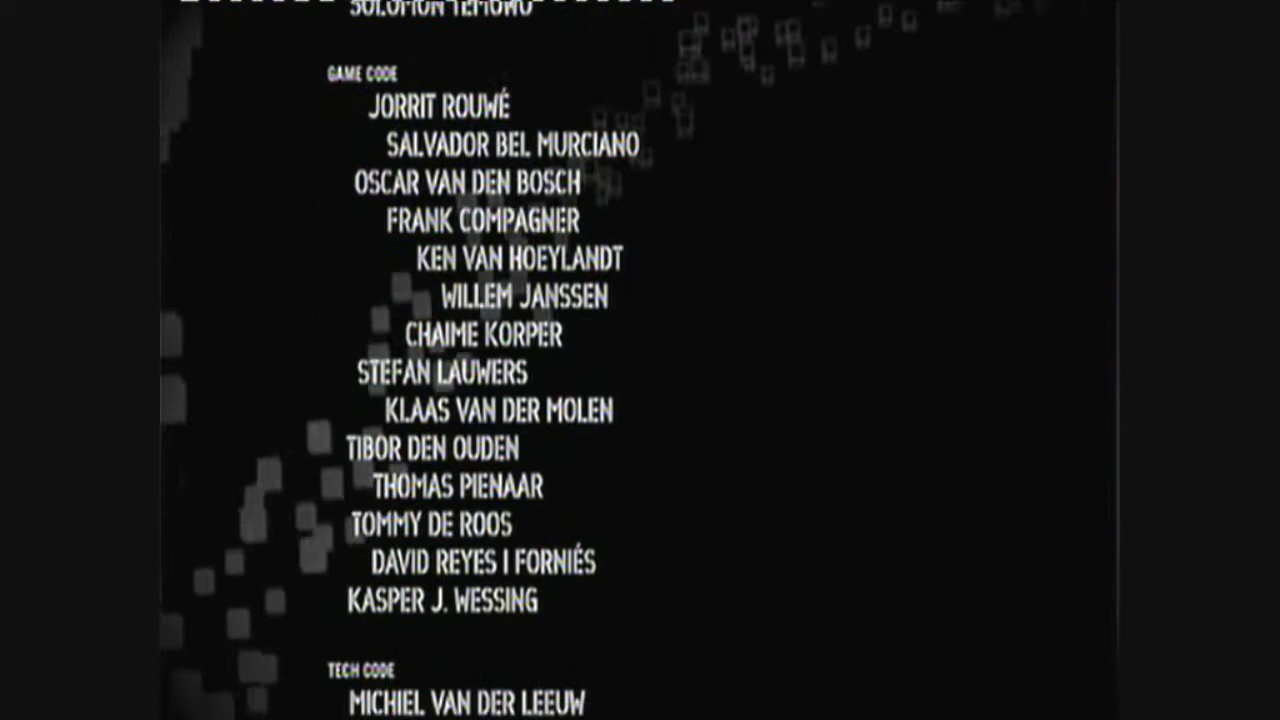 SOLOMON TEMOWO
GAME CODE
JORRIT ROUWÉ
SALVADOR BEL MURCIANO
OSCAR VAN DEN BOSCH
FRANK COMPAGNER
KEN VAN HOEYLANDT
WILLEM JANSSEN
CHAIME KORPER
STEFAN LAUWERS
KLAAS VAN DER MOLEN
TIBOR DEN OUDEN
THOMAS PIENAAR
TOMMY DE ROOS
DAVID REYES I FORNIÉS
KASPER J. WESSING
TECH CODE
MICHIEL VAN DER LEEUW